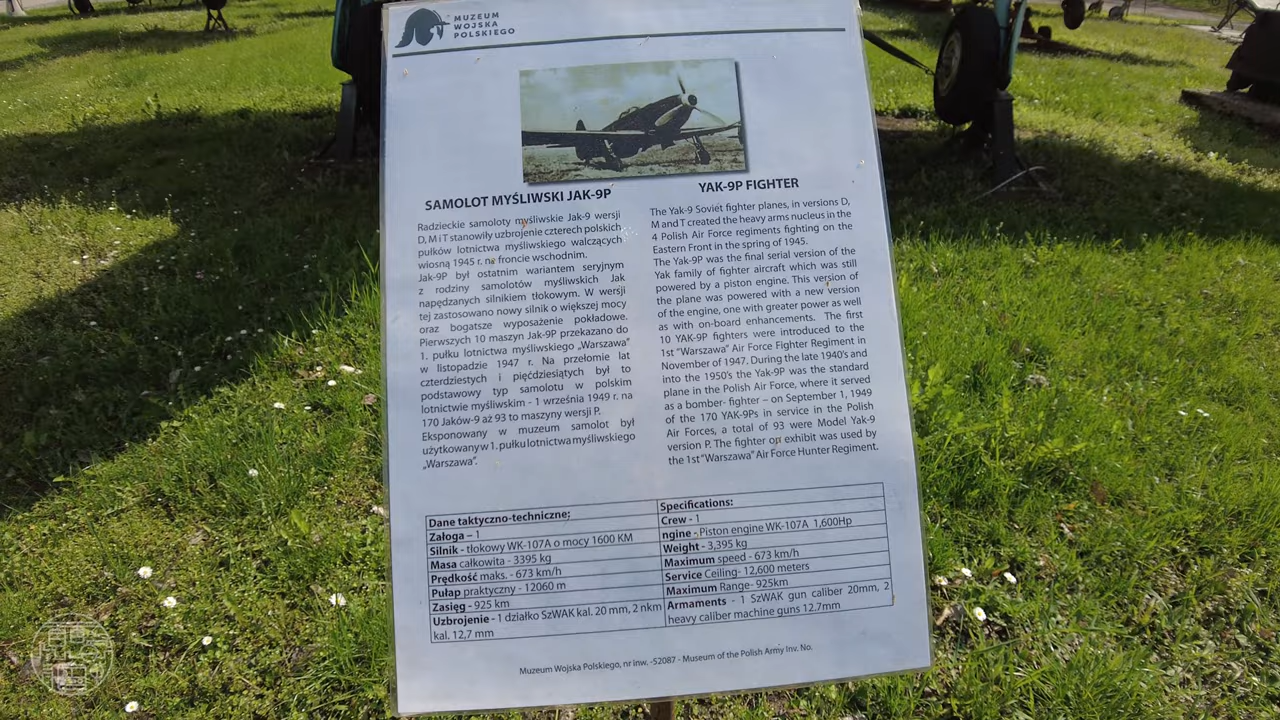 MUZEUM
WOJSKA
POLSKIEGO
SAMOLOT MYŚLIWSKI JAK-9P
Radzieckie samoloty myśliwskie Jak-9 wersji
D, M i T stanowiły uzbrojenie czterech polskich
pułków lotnictwa myśliwskiego walczących
wiosną 1945 r. na froncie wschodnim.
Jak-9P był ostatnim wariantem seryjnym
z rodziny samolotów myśliwskich Jak
napędzanych silnikiem tłokowym. W wersji
tej zastosowano nowy silnik o większej mocy
oraz bogatsze wyposażenie pokładowe.
Pierwszych 10 maszyn Jak-9P przekazano do
1. pułku lotnictwa myśliwskiego „Warszawa"
w listopadzie 1947 r. Na przełomie lat
czterdziestych i pięćdziesiątych był to
podstawowy typ samolotu w polskim
lotnictwie myśliwskim - 1 września 1949 r. na
170 Jaków-9 aż 93 to maszyny wersji P.
Eksponowany w muzeum samolot był
użytkowany w 1. pułku lotnictwa myśliwskiego
„Warszawa".
YAK-9P FIGHTER
The Yak-9 Soviet fighter planes, in versions D,
M and T created the heavy arms nucleus in the
4 Polish Air Force regiments fighting on the
Eastern Front in the spring of 1945.
The Yak-9P was the final serial version of the
Yak family of fighter aircraft which was still
powered by a piston engine. This version of
the plane was powered with a new version
of the engine, one with greater power as well
as with on-board enhancements. The first
10 YAK-9P fighters were introduced to the
1st "Warszawa" Air Force Fighter Regiment in
November of 1947. During the late 1940's and
into the 1950's the Yak-9P was the standard
plane in the Polish Air Force, where it served
as a bomber- fighter – on September 1, 1949
of the 170 YAK-9Ps in service in the Polish
Air Forces, a total of 93 were Model Yak-9
version P. The fighter on exhibit was used by
the 1st "Warszawa" Air Force Hunter Regiment.
Dane taktyczno-techniczne;
Załoga – 1
Silnik - tłokowy WK-107A o mocy 1600 KM
Masa całkowita - 3395 kg
Prędkość maks. - 673 km/h
Pułap praktyczny - 12060 m
Zasięg - 925 km
Uzbrojenie - 1 działko SzWAK kal. 20 mm, 2 nkm
kal. 12,7 mm
Specifications:
Crew - 1
ngine - Piston engine WK-107A 1,600Hp
Weight - 3,395 kg
Maximum speed - 673 km/h
Service Ceiling- 12,600 meters
Maximum Range- 925km
Armaments - 1 SzWAK gun caliber 20mm, 2
heavy caliber machine guns 12.7mm
Muzeum Wojska Polskiego, nr inw. -52087 - Museum of the Polish Army Inv. No.